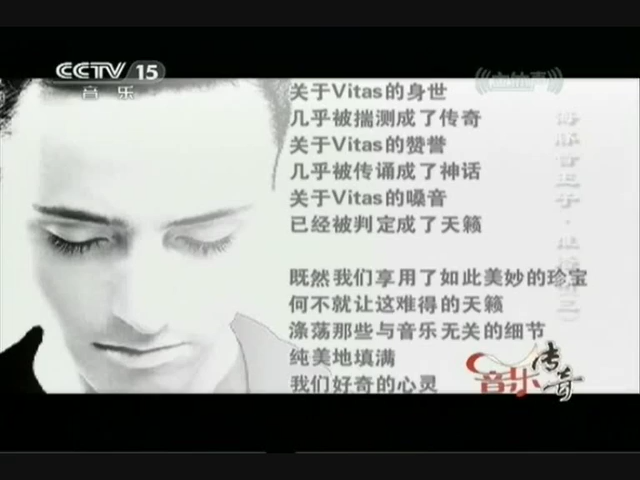 CCTV 15
音乐
关于Vitas的身世
几乎被揣测成了传奇
关于Vitas的赞誉
几乎被传诵成了神话
关于Vitas的嗓音
已经被判定成了天籁
既然我们享用了如此美妙的珍宝
何不就让这难得的天籁
涤荡那些与音乐无关的细节
纯美地填满
我们好奇的心灵
音乐传奇